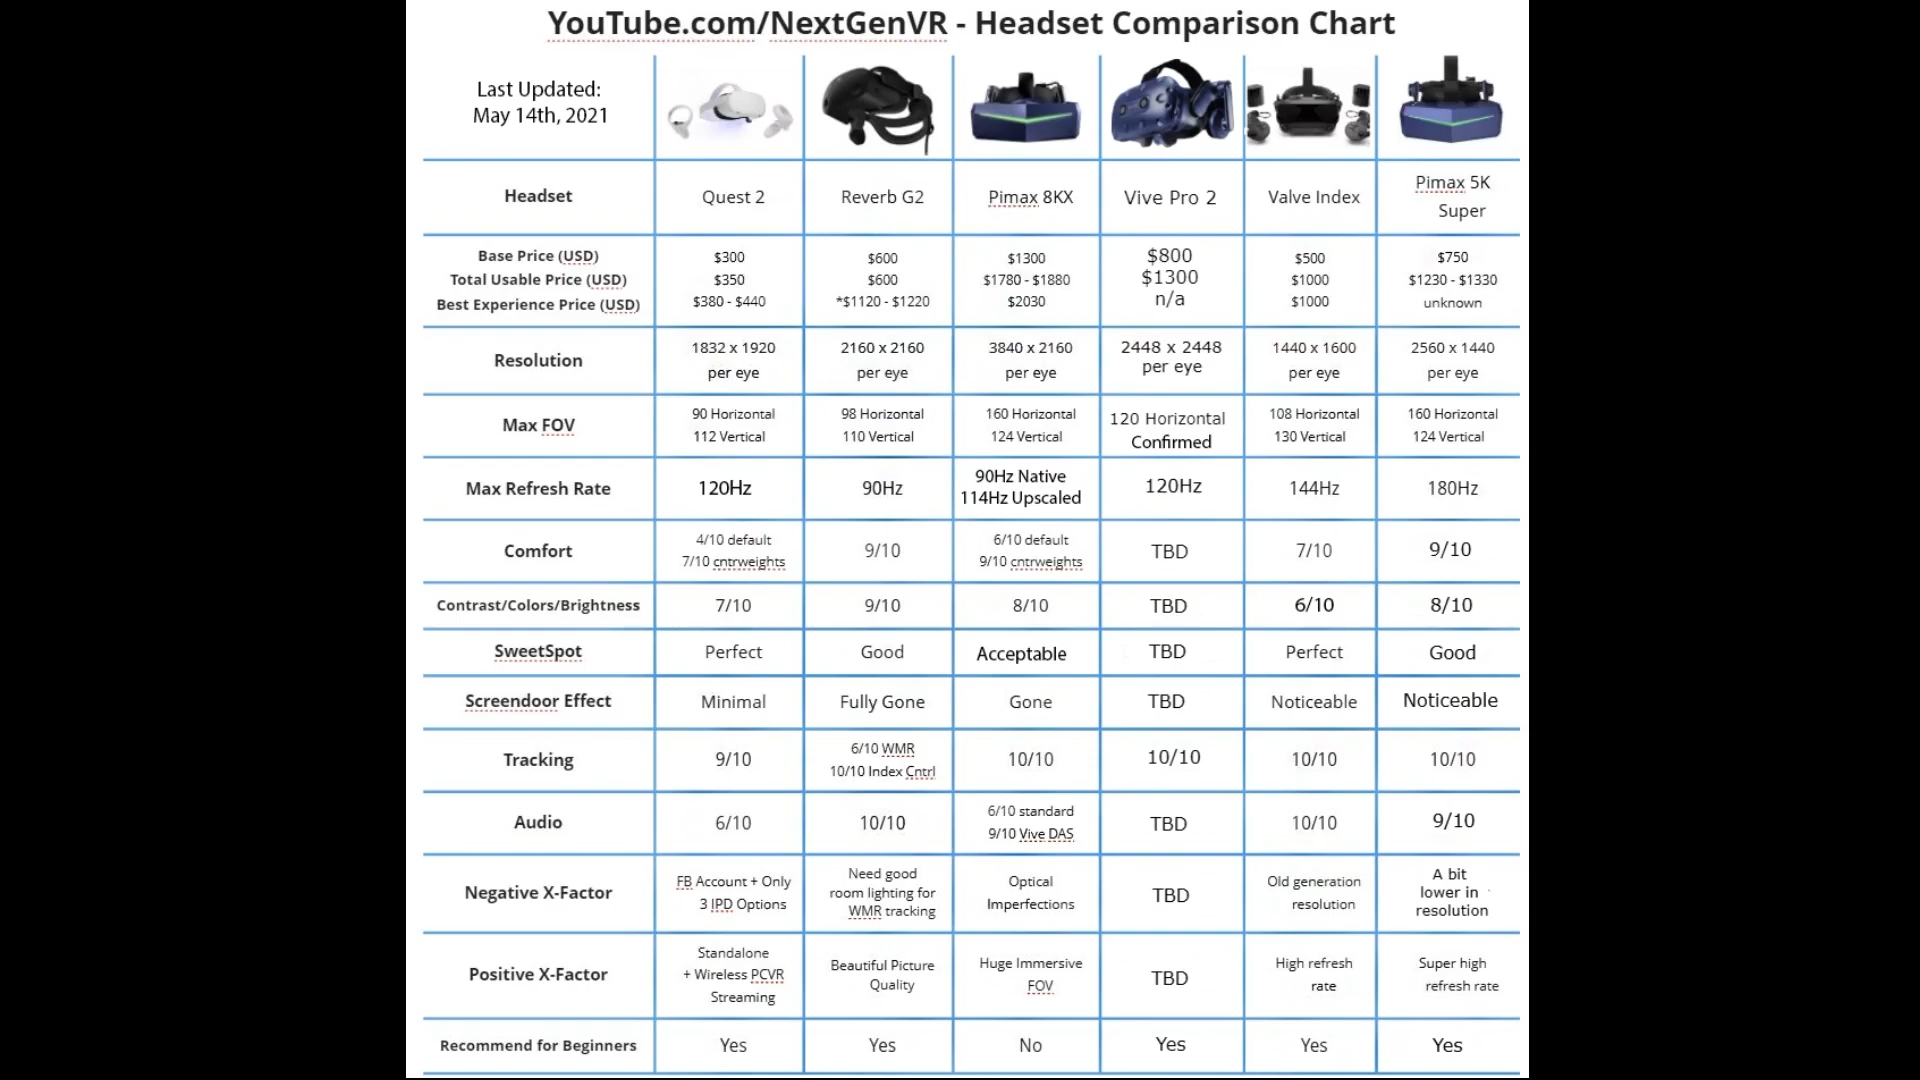 YouTube.com/NextGenVR - Headset Comparison Chart
Last Updated:
May 14th, 2021
Headset
Quest 2
Reverb G2
Pimax 8KX
Vive Pro 2
Valve Index
Pimax 5K
Super
Base Price (USD)
Total Usable Price (USD)
Best Experience Price (USD)
$300
$350
$380 - $440
$600
$600
*$1120 - $1220
$1300
$1780 - $1880
$2030
$800
$1300
n/a
$500
$1000
$1000
$750
$1230 - $1330
unknown
Resolution
1832 x 1920
per eye
2160 x 2160
per eye
3840 x 2160
per eye
2448 x 2448
per eye
1440 x 1600
per eye
2560 x 1440
per eye
Max FOV
90 Horizontal
112 Vertical
98 Horizontal
110 Vertical
160 Horizontal
124 Vertical
120 Horizontal
Confirmed
108 Horizontal
130 Vertical
160 Horizontal
124 Vertical
Max Refresh Rate
120Hz
90Hz
90Hz Native
114Hz Upscaled
120Hz
144Hz
180Hz
Comfort
4/10 default
7/10 cntrweights
9/10
6/10 default
9/10 cntrweights
TBD
7/10
9/10
Contrast/Colors/Brightness
7/10
9/10
8/10
TBD
6/10
8/10
SweetSpot
Perfect
Good
Acceptable
TBD
Perfect
Good
Screendoor Effect
Minimal
Fully Gone
Gone
TBD
Noticeable
Noticeable
Tracking
9/10
6/10 WMR
10/10 Index Cntrl
10/10
10/10
10/10
10/10
Audio
6/10
10/10
6/10 standard
9/10 Vive DAS
TBD
10/10
9/10
Negative X-Factor
FB Account + Only
3 IPD Options
Need good
room lighting for
WMR tracking
Optical
Imperfections
TBD
Old generation
resolution
A bit
lower in
resolution
Positive X-Factor
Standalone
+ Wireless PCVR
Streaming
Beautiful Picture
Quality
Huge Immersive
FOV
TBD
High refresh
rate
Super high
refresh rate
Recommend for Beginners
Yes
Yes
No
Yes
Yes
Yes